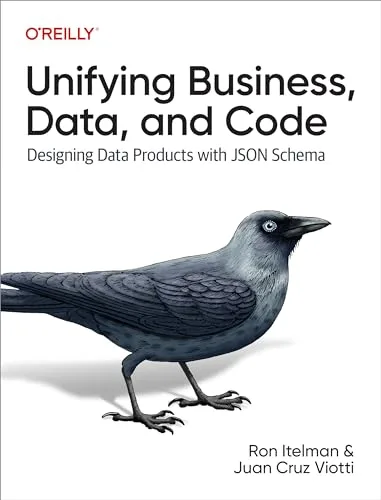 O'REILLY®
Unifying Business,
Data, and Code
Designing Data Products with JSON Schema
Ron Itelman &
Juan Cruz Viotti